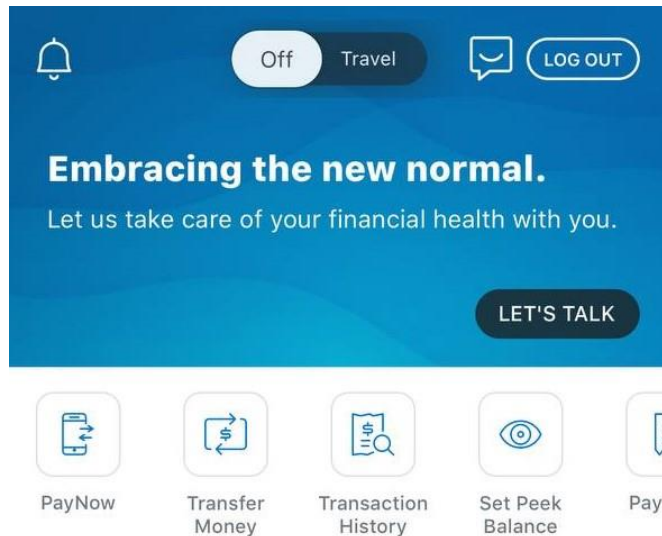 Off Travel LOG OUT
Embracing the new normal.
Let us take care of your financial health with you.
LET'S TALK
PayNow Transfer Transaction Set Peek Pay
Money History Balance